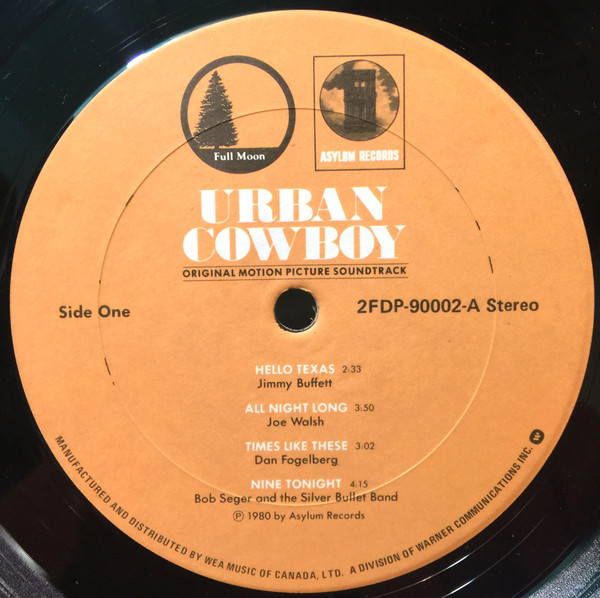 Full Moon
ASYLUM RECORDS
URBAN
COWBOY
ORIGINAL MOTION PICTURE SOUNDTRACK
Side One
2FDP-90002-A Stereo
HELLO TEXAS 2:33
Jimmy Buffett
ALL NIGHT LONG 3:50
Joe Walsh
TIMES LIKE THESE 3:02
Dan Fogelberg
NINE TONIGHT 4:15
Bob Seger and the Silver Bullet Band
℗ 1980 by Asylum Records
MANUFACTURED AND DISTRIBUTED BY WEA MUSIC OF CANADA, LTD. A DIVISION OF WARNER COMMUNICATIONS INC.